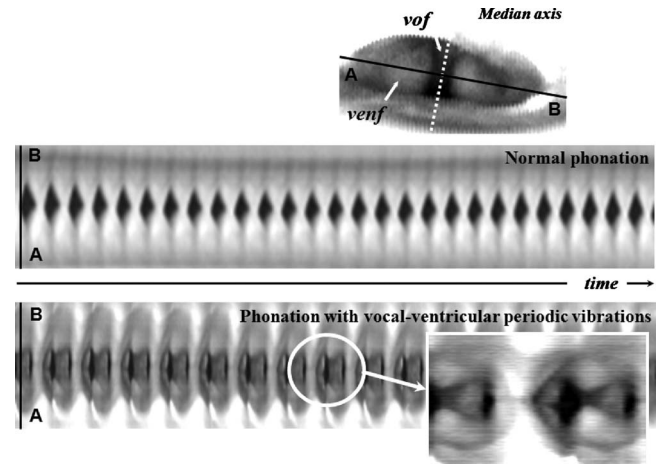 vof
Median axis
A
venf
B
B
Normal phonation
A
time
B
Phonation with vocal-ventricular periodic vibrations
A